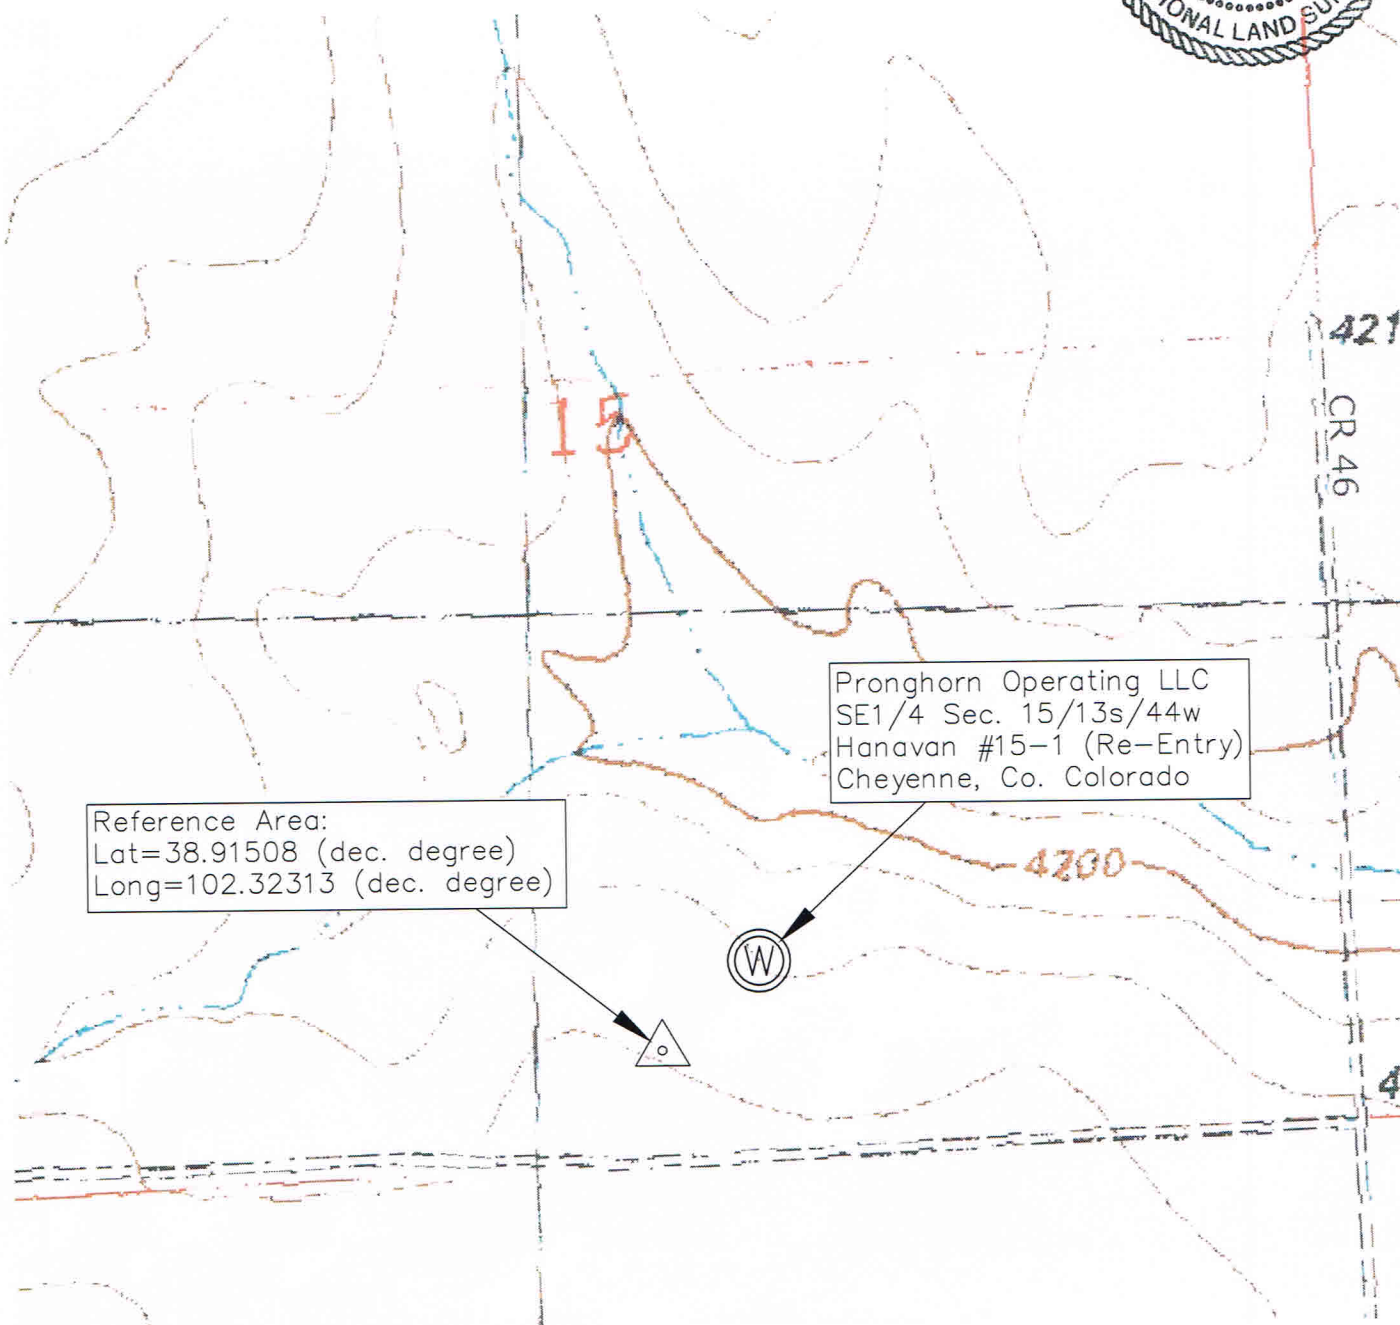 IONAL LAND SU
421
15
CR 46
Pronghorn Operating LLC
SE1/4 Sec. 15/13s/44w
Hanavan #15-1 (Re-Entry)
Cheyenne, Co. Colorado
Reference Area:
Lat=38.91508 (dec. degree)
Long=102.32313 (dec. degree)
4200
W
4